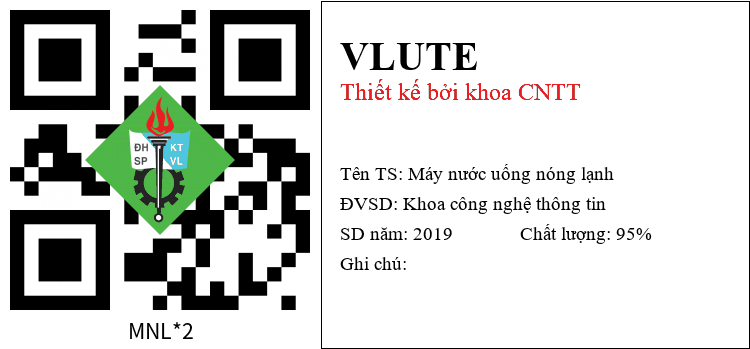 ĐH KT
SP VL
MNL*2
VLUTE
Thiết kế bởi khoa CNTT
Tên TS: Máy nước uống nóng lạnh
ĐVSD: Khoa công nghệ thông tin
SD năm: 2019 Chất lượng: 95%
Ghi chú: